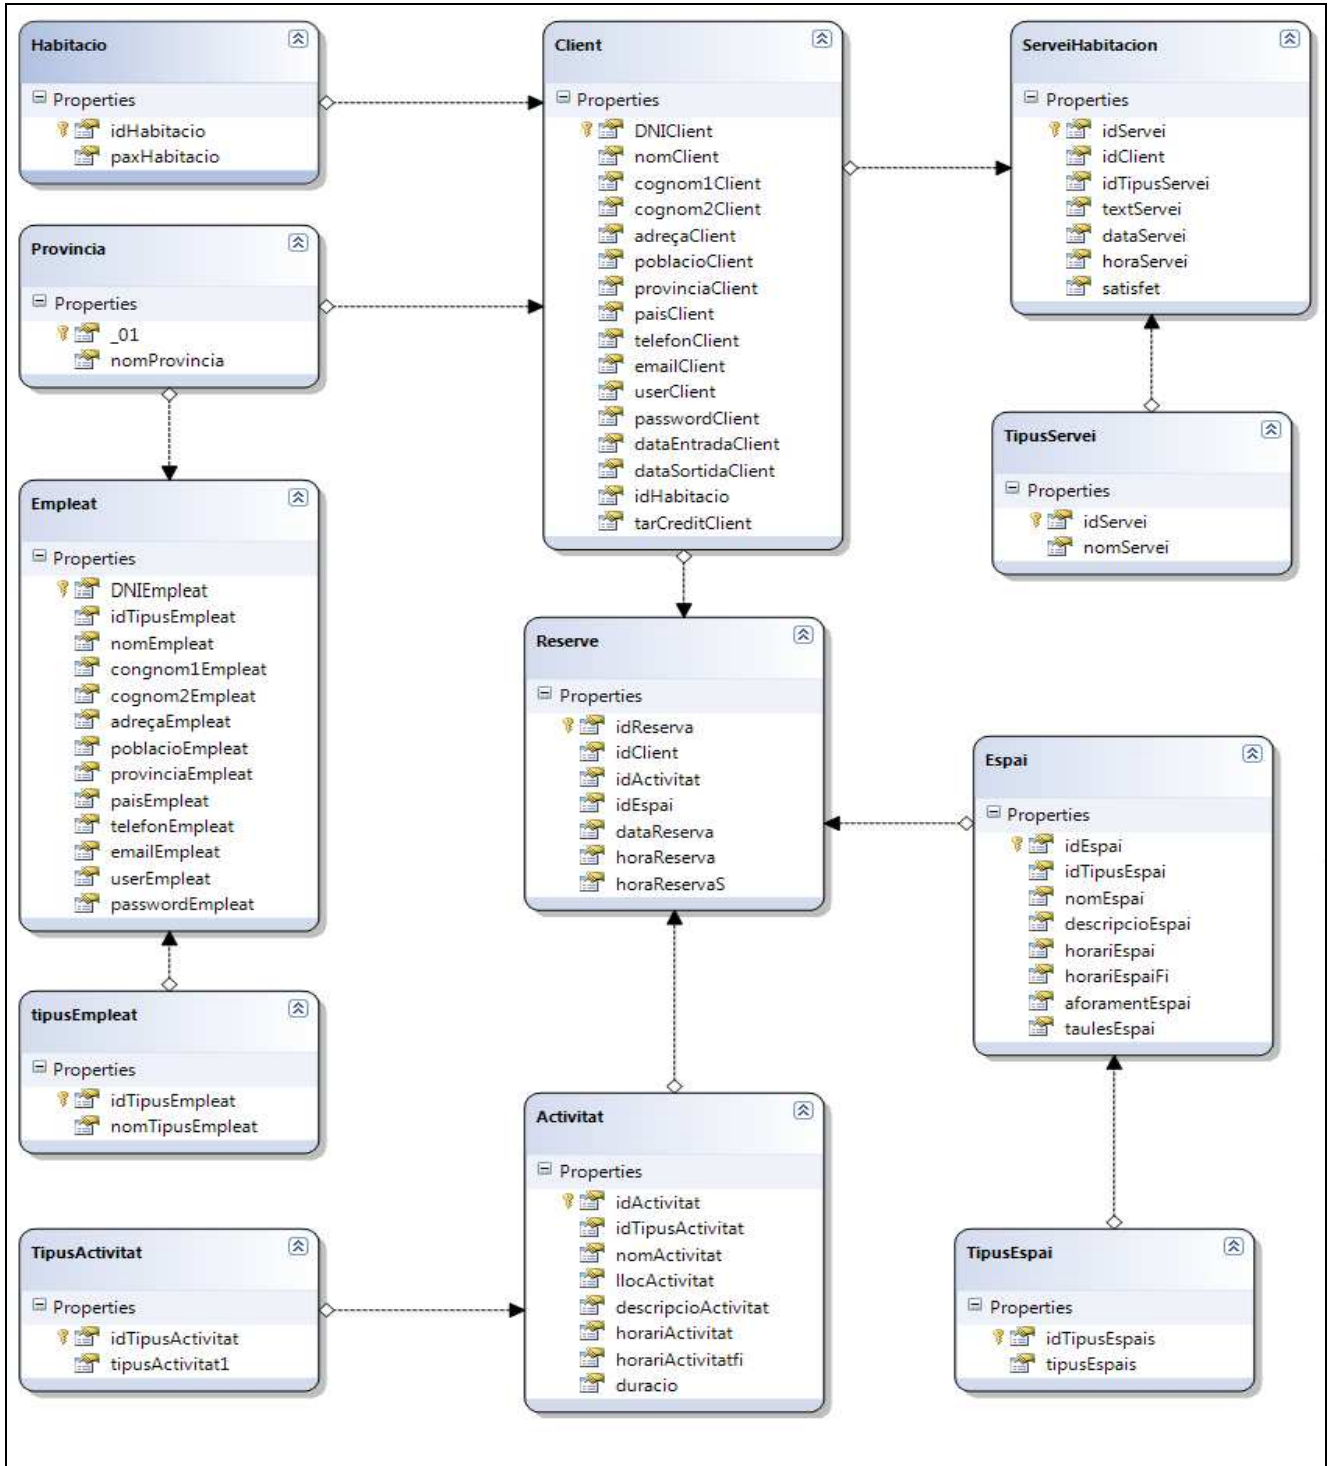 Habitacio
Properties
idHabitacio
paxHabitacio
Client
Properties
DNIClient
nomClient
cognom1Client
cognom2Client
adreçaClient
poblacioClient
provinciaClient
paisClient
telefonClient
emailClient
userClient
passwordClient
dataEntradaClient
dataSortidaClient
idHabitacio
tarCreditClient
ServeiHabitacion
Properties
idServei
idClient
idTipusServei
textServei
dataServei
horaServei
satisfet
Provincia
Properties
_01
nomProvincia
TipusServei
Properties
idServei
nomServei
Empleat
Properties
DNIEmpleat
idTipusEmpleat
nomEmpleat
congnom1Empleat
cognom2Empleat
adreçaEmpleat
poblacioEmpleat
provinciaEmpleat
paisEmpleat
telefonEmpleat
emailEmpleat
userEmpleat
passwordEmpleat
Reserve
Properties
idReserva
idClient
idActivitat
idEspai
dataReserva
horaReserva
horaReservaS
Espai
Properties
idEspai
idTipusEspai
nomEspai
descripcioEspai
horariEspai
horariEspaiFi
aforamentEspai
taulesEspai
tipusEmpleat
Properties
idTipusEmpleat
nomTipusEmpleat
Activitat
Properties
idActivitat
idTipusActivitat
nomActivitat
llocActivitat
descripcioActivitat
horariActivitat
horariActivitatfi
duracio
TipusActivitat
Properties
idTipusActivitat
tipusActivitat1
TipusEspai
Properties
idTipusEspais
tipusEspais